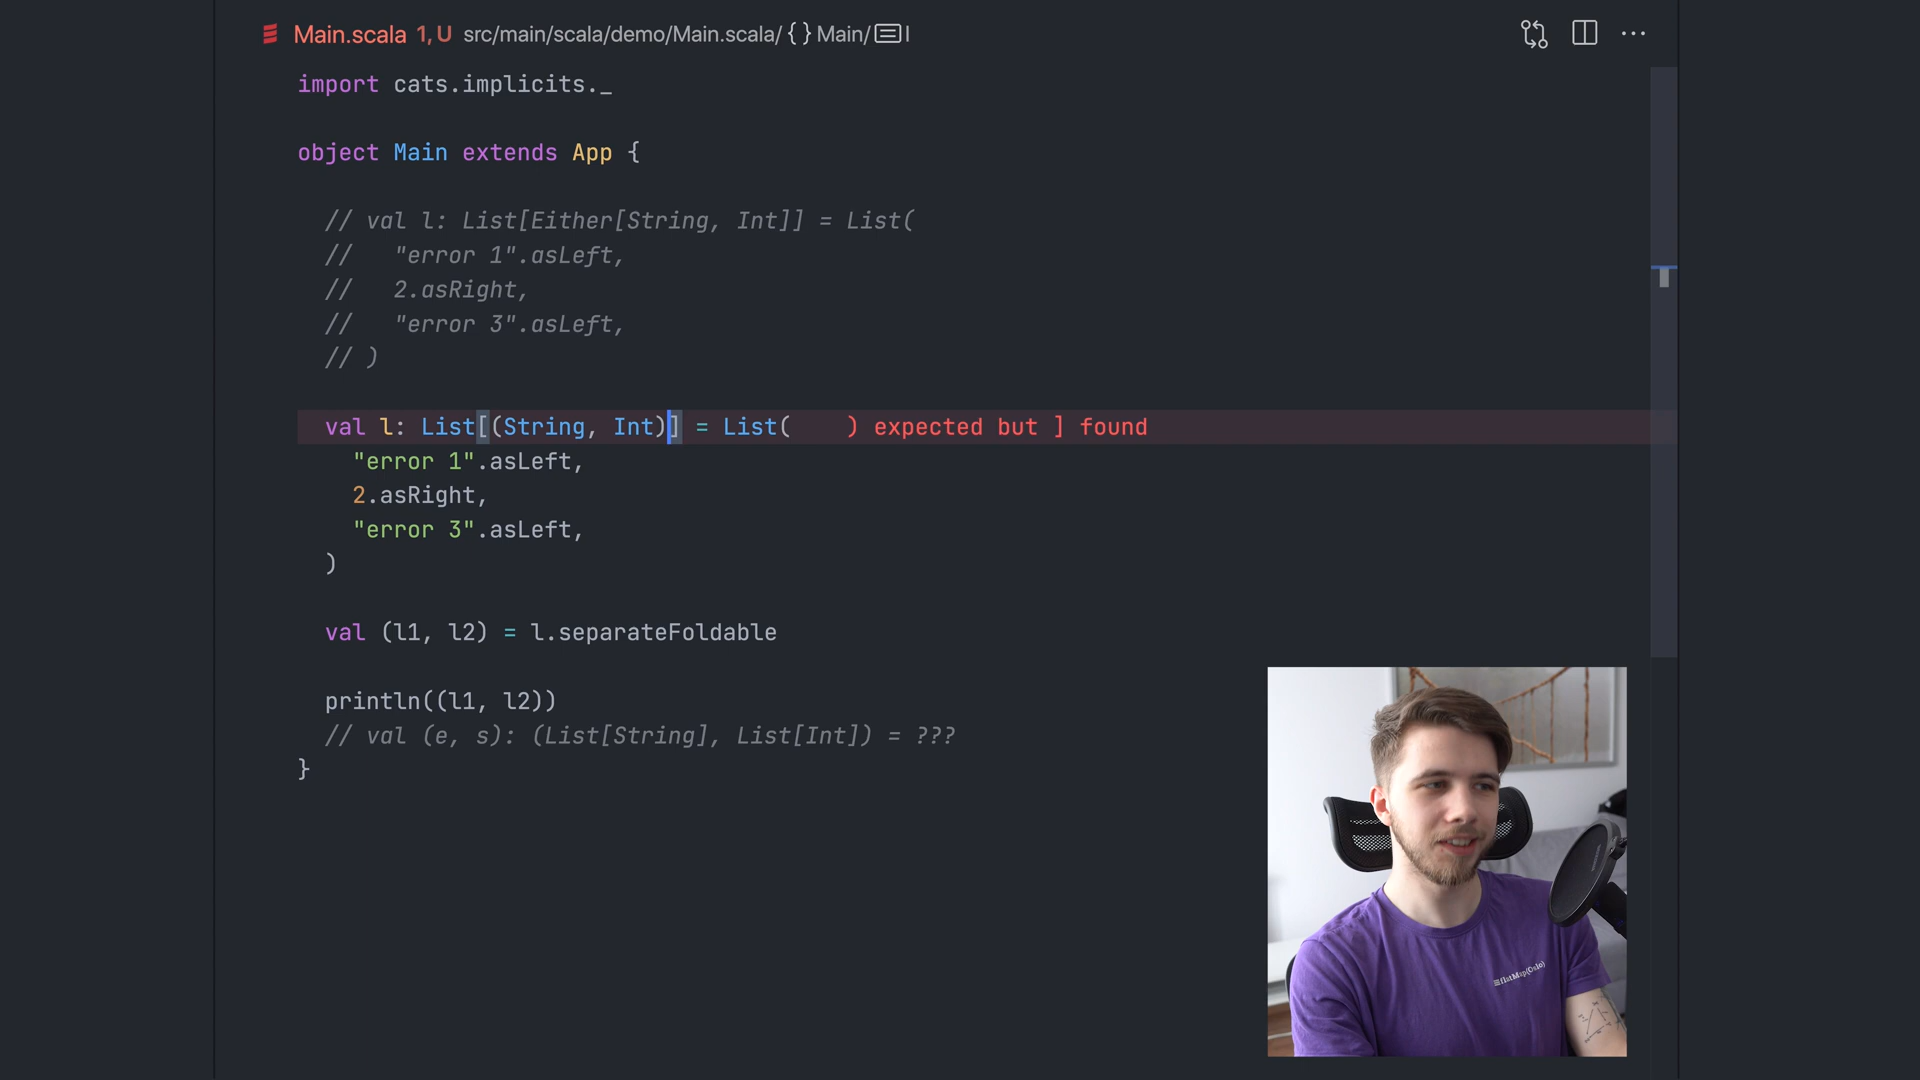 Main.scala 1, U src/main/scala/demo/Main.scala/ {} Main/ l
import cats.implicits._
object Main extends App {
// val l: List[Either[String, Int]] = List(
//   "error 1".asLeft,
//   2.asRight,
//   "error 3".asLeft,
// )
val l: List[(String, Int)] = List(    ) expected but ] found
"error 1".asLeft,
2.asRight,
"error 3".asLeft,
)
val (l1, l2) = l.separateFoldable
println((l1, l2))
// val (e, s): (List[String], List[Int]) = ???
}
flatMap(Oslo)